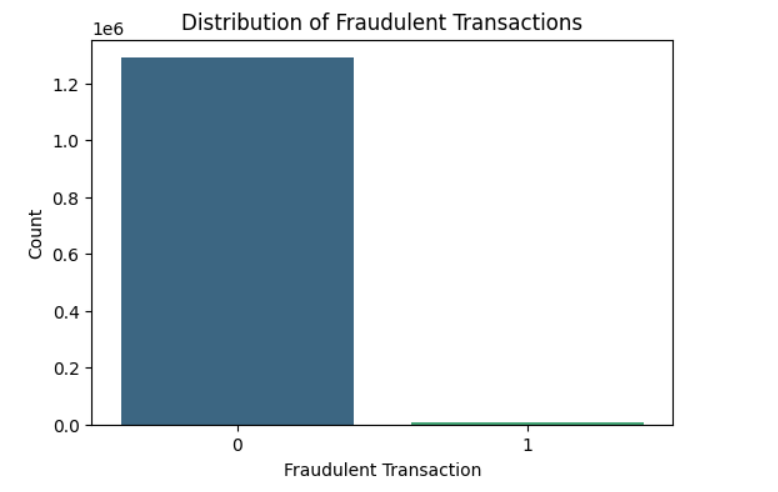 Distribution of Fraudulent Transactions
1e6
1.2
1.0
0.8
0.6
0.4
0.2
0.0
Count
0 1
Fraudulent Transaction